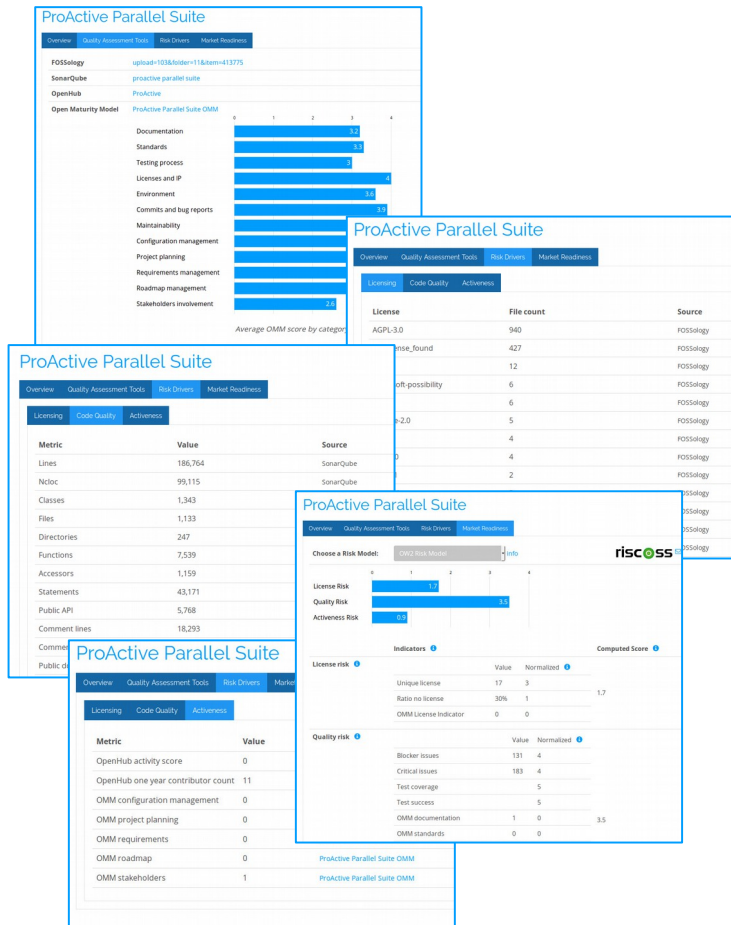 ProActive Parallel Suite
Overview Quality Assessment Tools Risk Drivers Market Readiness
FOSSology upload=103&folder=11&item=413775
SonarQube proactive parallel suite
OpenHub ProActive
Open Maturity Model ProActive Parallel Suite OMM
0 1 2 3 4
Documentation 3.2
Standards 3.3
Testing process 3
Licenses and IP 4
Environment 3.6
Commits and bug reports 3.9
Maintainability
Configuration management
Project planning
Requirements management
Roadmap management
Stakeholders involvement 2.6
Average OMM score by category
ProActive Parallel Suite
Overview Quality Assessment Tools Risk Drivers Market Readiness
Licensing Code Quality Activeness
License File count Source
AGPL-3.0 940 FOSSology
ense_found 427 FOSSology
12 FOSSology
oft-possibility 6 FOSSology
6 FOSSology
e-2.0 5 FOSSology
4 FOSSology
0 4 FOSSology
2 FOSSology
OSSology
OSSology
OSSology
OSSology
ProActive Parallel Suite
Overview Quality Assessment Tools Risk Drivers Market Readiness
Licensing Code Quality Activeness
Metric Value Source
Lines 186,764 SonarQube
Ncloc 99,115 SonarQube
Classes 1,343
Files 1,133
Directories 247
Functions 7,539
Accessors 1,159
Statements 43,171
Public API 5,768
Comment lines 18,293
Commen
Public d
ProActive Parallel Suite
Overview Quality Assessment Tools Risk Drivers Market Readiness
Choose a Risk Model: DW2 Risk Model info riscoss
0 1 2 3 4
License Risk 1.7
Quality Risk 3.5
Activeness Risk 0.9
Indicators Computed Score
License risk Value Normalized
Unique license 17 3
Ratio no license 30% 1
1.7
OMM License Indicator 0 0
Quality risk Value Normalized
Blocker issues 131 4
Critical issues 183 4
Test coverage 5
Test success 5
OMM documentation 1 0 3.5
OMM standards 0 0
ProActive Parallel Suite
Overview Quality Assessment Tools Risk Drivers Marke
Licensing Code Quality Activeness
Metric Value
OpenHub activity score 0
OpenHub one year contributor count 11
OMM configuration management 0
OMM project planning 0
OMM requirements 0
OMM roadmap 0 ProActive Parallel Suite OMM
OMM stakeholders 1 ProActive Parallel Suite OMM